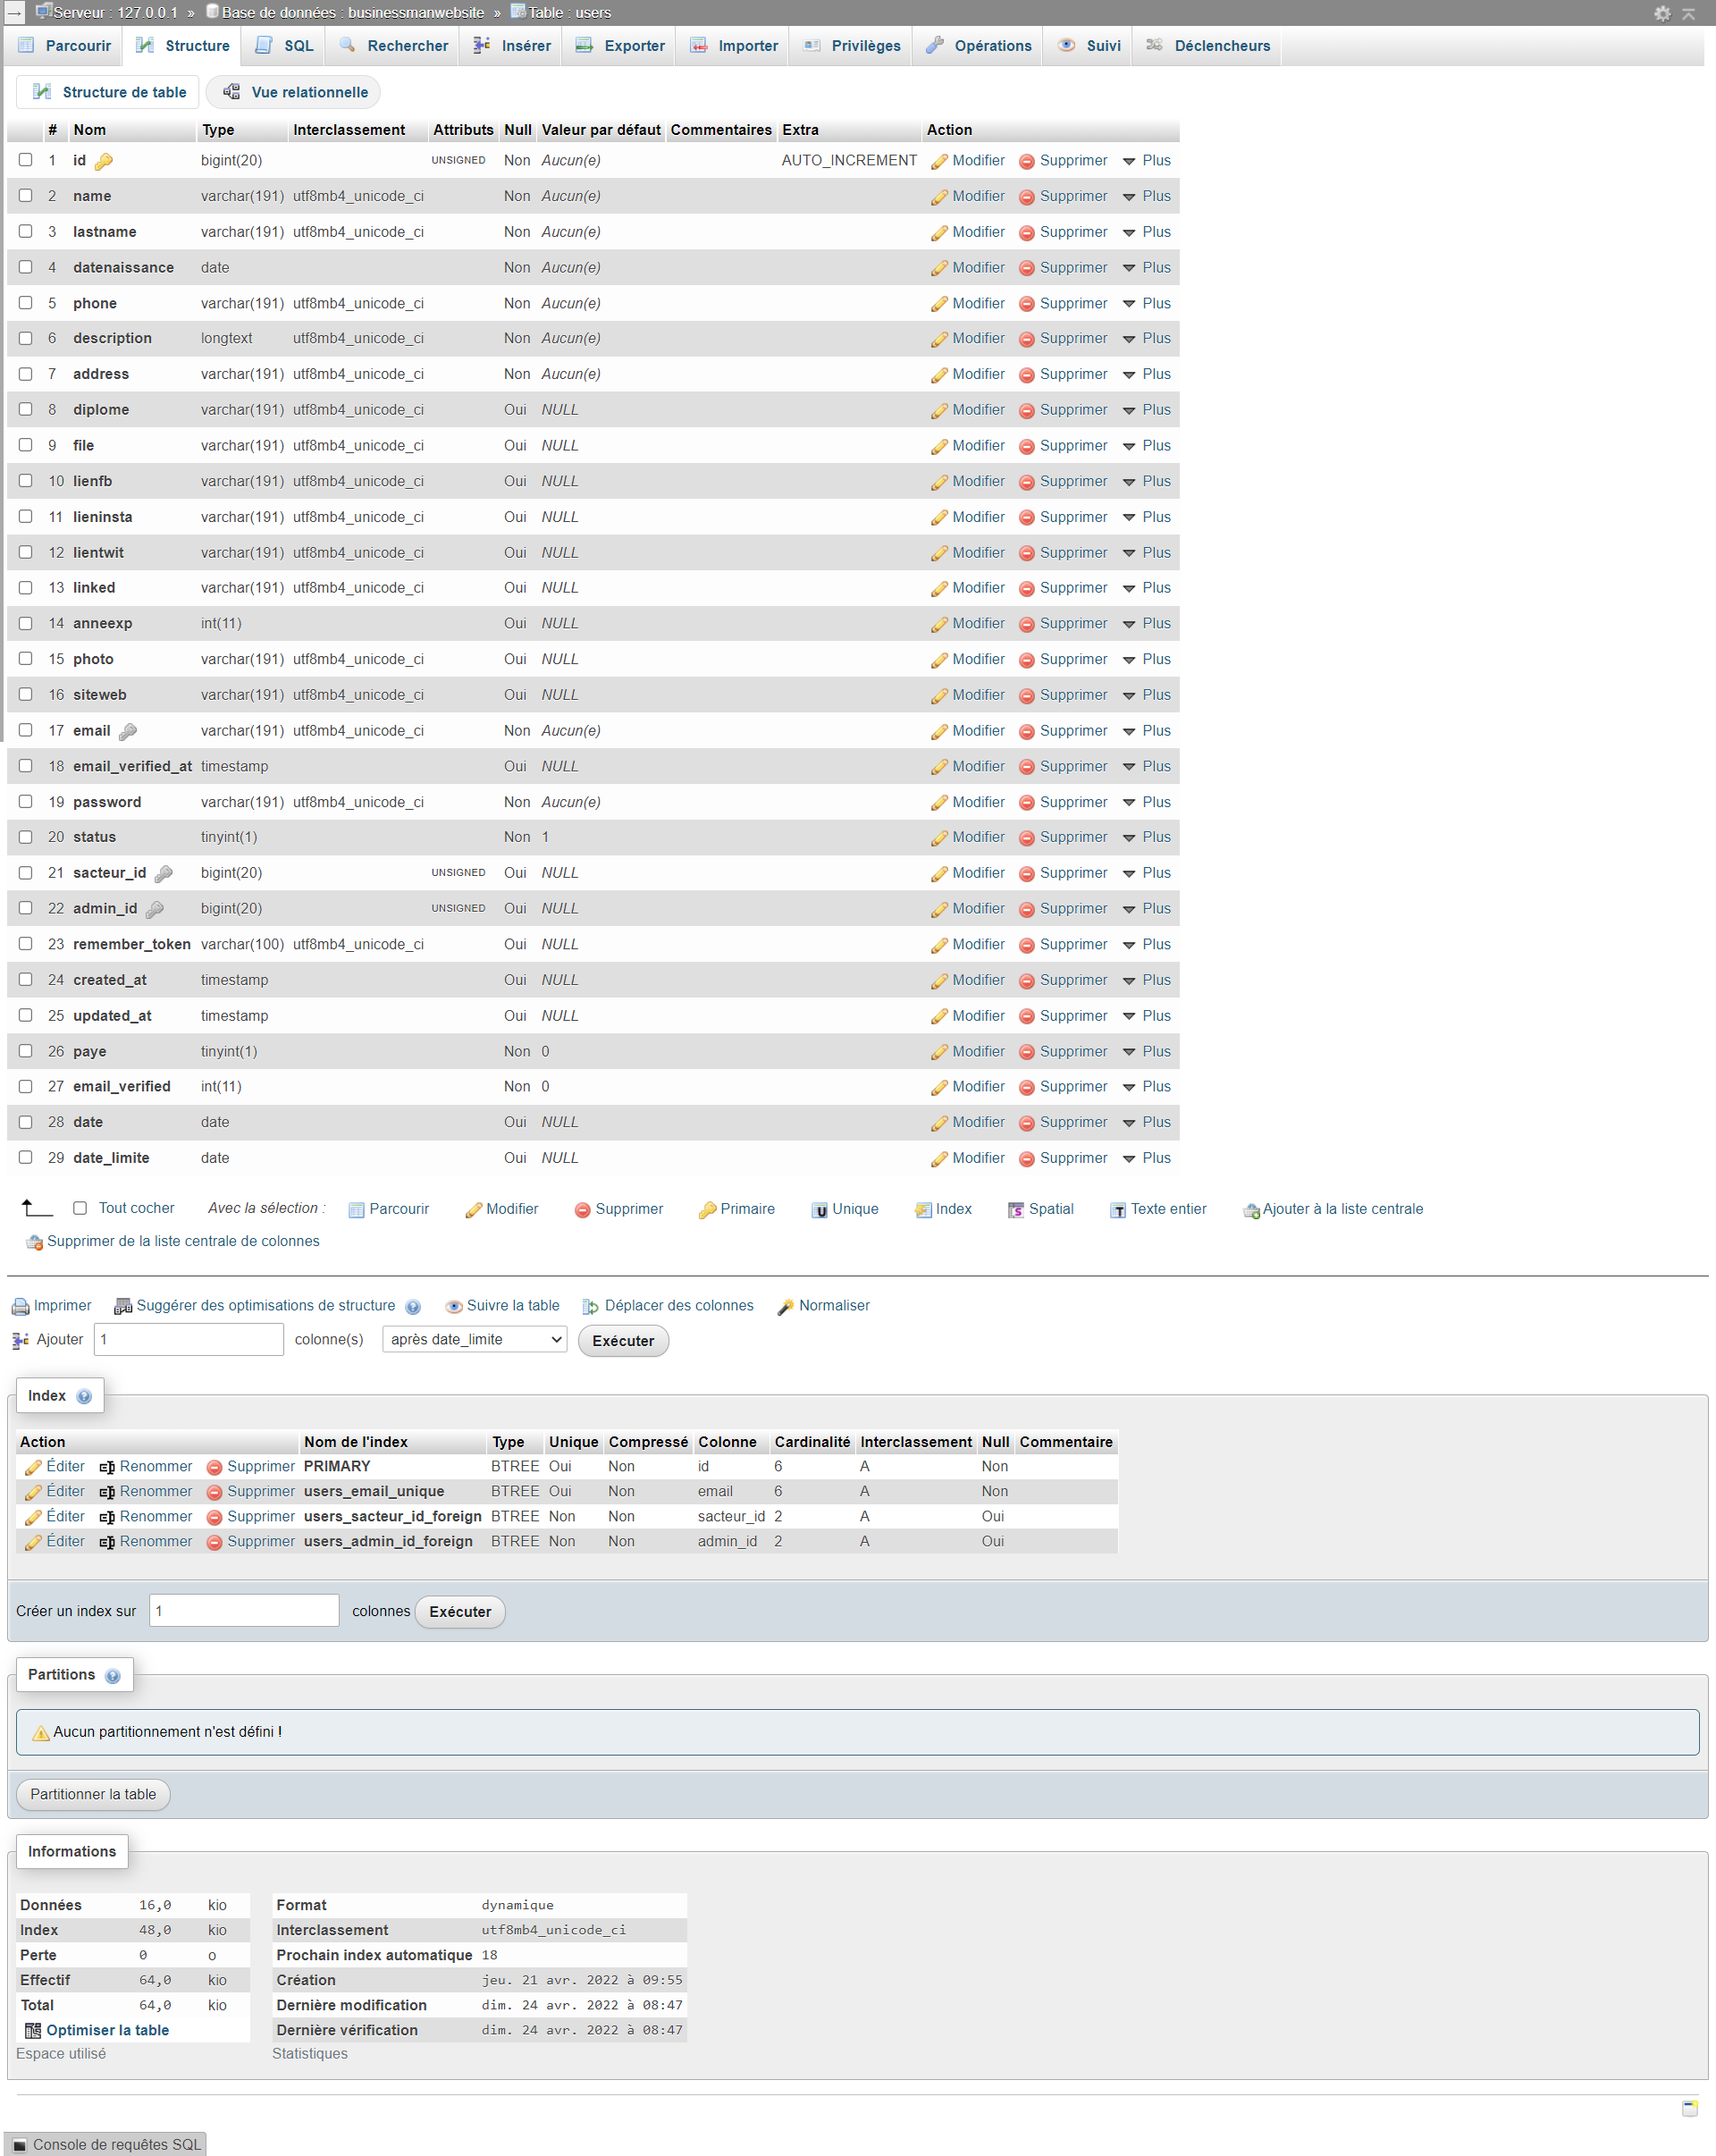 Serveur : 127.0.0.1 » Base de données : businessmanwebsite » Table : users
Parcourir Structure SQL Rechercher Insérer Exporter Importer Privilèges Opérations Suivi Déclencheurs
Structure de table Vue relationnelle
# Nom Type Interclassement Attributs Null Valeur par défaut Commentaires Extra Action
1 id bigint(20) UNSIGNED Non Aucun(e) AUTO_INCREMENT Modifier Supprimer Plus
2 name varchar(191) utf8mb4_unicode_ci Non Aucun(e) Modifier Supprimer Plus
3 lastname varchar(191) utf8mb4_unicode_ci Non Aucun(e) Modifier Supprimer Plus
4 datenaissance date Non Aucun(e) Modifier Supprimer Plus
5 phone varchar(191) utf8mb4_unicode_ci Non Aucun(e) Modifier Supprimer Plus
6 description longtext utf8mb4_unicode_ci Non Aucun(e) Modifier Supprimer Plus
7 address varchar(191) utf8mb4_unicode_ci Non Aucun(e) Modifier Supprimer Plus
8 diplome varchar(191) utf8mb4_unicode_ci Oui NULL Modifier Supprimer Plus
9 file varchar(191) utf8mb4_unicode_ci Oui NULL Modifier Supprimer Plus
10 lienfb varchar(191) utf8mb4_unicode_ci Oui NULL Modifier Supprimer Plus
11 lieninsta varchar(191) utf8mb4_unicode_ci Oui NULL Modifier Supprimer Plus
12 lientwit varchar(191) utf8mb4_unicode_ci Oui NULL Modifier Supprimer Plus
13 linked varchar(191) utf8mb4_unicode_ci Oui NULL Modifier Supprimer Plus
14 anneexp int(11) Oui NULL Modifier Supprimer Plus
15 photo varchar(191) utf8mb4_unicode_ci Oui NULL Modifier Supprimer Plus
16 siteweb varchar(191) utf8mb4_unicode_ci Oui NULL Modifier Supprimer Plus
17 email varchar(191) utf8mb4_unicode_ci Non Aucun(e) Modifier Supprimer Plus
18 email_verified_at timestamp Oui NULL Modifier Supprimer Plus
19 password varchar(191) utf8mb4_unicode_ci Non Aucun(e) Modifier Supprimer Plus
20 status tinyint(1) Non 1 Modifier Supprimer Plus
21 sacteur_id bigint(20) UNSIGNED Oui NULL Modifier Supprimer Plus
22 admin_id bigint(20) UNSIGNED Oui NULL Modifier Supprimer Plus
23 remember_token varchar(100) utf8mb4_unicode_ci Oui NULL Modifier Supprimer Plus
24 created_at timestamp Oui NULL Modifier Supprimer Plus
25 updated_at timestamp Oui NULL Modifier Supprimer Plus
26 paye tinyint(1) Non 0 Modifier Supprimer Plus
27 email_verified int(11) Non 0 Modifier Supprimer Plus
28 date date Oui NULL Modifier Supprimer Plus
29 date_limite date Oui NULL Modifier Supprimer Plus
Tout cocher Avec la sélection : Parcourir Modifier Supprimer Primaire Unique Index Spatial Texte entier Ajouter à la liste centrale
Supprimer de la liste centrale de colonnes
Imprimer Suggérer des optimisations de structure Suivre la table Déplacer des colonnes Normaliser
Ajouter 1 colonne(s) après date_limite Exécuter
Index
Action Nom de l'index Type Unique Compressé Colonne Cardinalité Interclassement Null Commentaire
Éditer Renommer Supprimer PRIMARY BTREE Oui Non id 6 A Non
Éditer Renommer Supprimer users_email_unique BTREE Oui Non email 6 A Non
Éditer Renommer Supprimer users_sacteur_id_foreign BTREE Non Non sacteur_id 2 A Oui
Éditer Renommer Supprimer users_admin_id_foreign BTREE Non Non admin_id 2 A Oui
Créer un index sur 1 colonnes Exécuter
Partitions
Aucun partitionnement n'est défini !
Partitionner la table
Informations
Données 16,0 kio Format dynamique
Index 48,0 kio Interclassement utf8mb4_unicode_ci
Perte 0 o Prochain index automatique 18
Effectif 64,0 kio Création jeu. 21 avr. 2022 à 09:55
Total 64,0 kio Dernière modification dim. 24 avr. 2022 à 08:47
Optimiser la table Dernière vérification dim. 24 avr. 2022 à 08:47
Espace utilisé Statistiques
Console de requêtes SQL